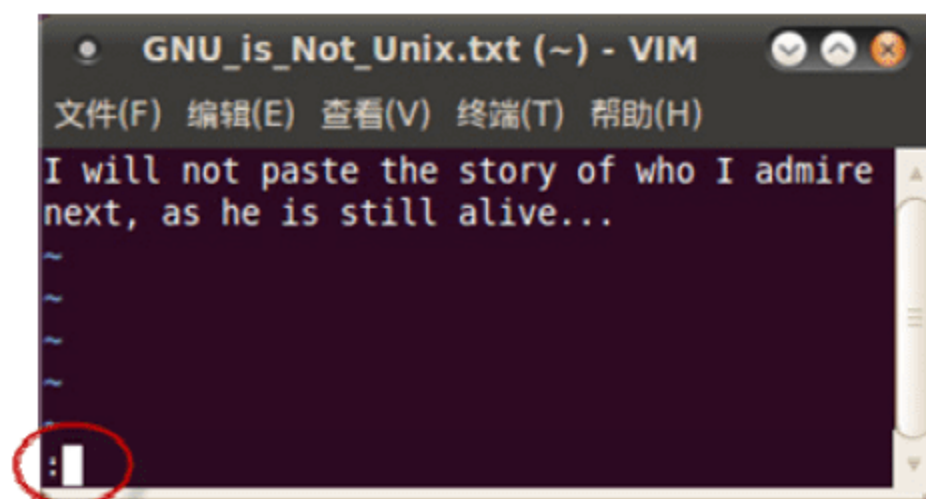 GNU_is_Not_Unix.txt (~) - VIM
文件(F) 编辑(E) 查看(V) 终端(T) 帮助(H)
I will not paste the story of who I admire
next, as he is still alive...
~
~
~
~
~
: